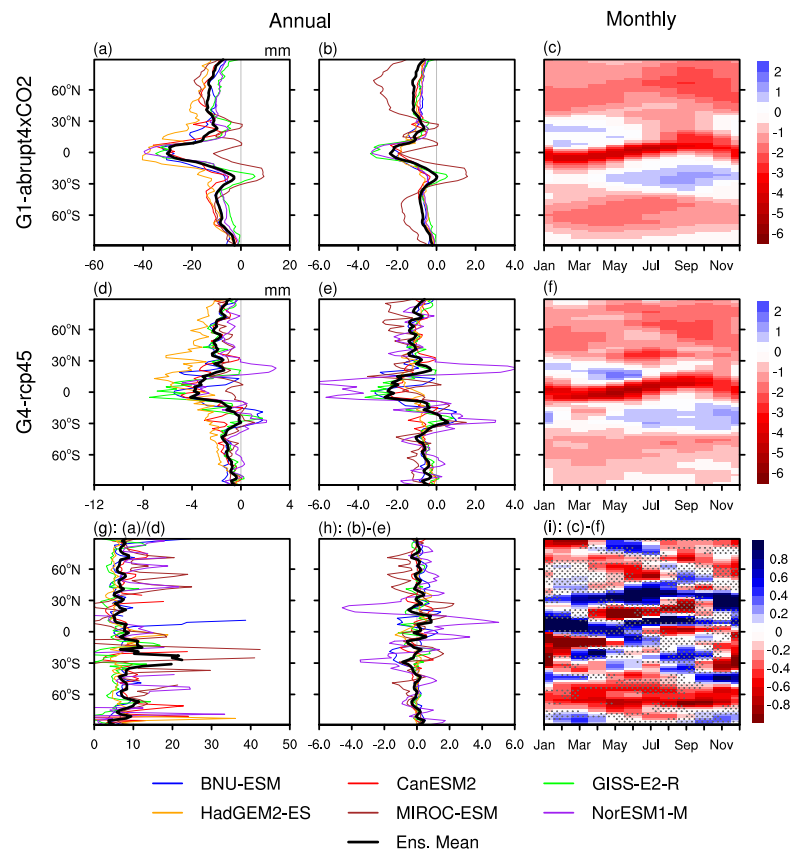 Annual Monthly
(a) mm (b) (c)
G1-abrupt4xCO2
60°N
30°N
0
30°S
60°S
2
1
0
-1
-2
-3
-4
-5
-6
-60 -40 -20 0 20 -6.0 -4.0 -2.0 0.0 2.0 4.0 Jan Mar May Jul Sep Nov
(d) mm (e) (f)
G4-rcp45
60°N
30°N
0
30°S
60°S
2
1
0
-1
-2
-3
-4
-5
-6
-12 -8 -4 0 4 -6.0 -4.0 -2.0 0.0 2.0 4.0 Jan Mar May Jul Sep Nov
(g): (a)/(d) (h): (b)-(e) (i): (c)-(f)
60°N
30°N
0
30°S
60°S
0.8
0.6
0.4
0.2
0
-0.2
-0.4
-0.6
-0.8
0 10 20 30 40 50 -6.0 -4.0 -2.0 0.0 2.0 4.0 6.0 Jan Mar May Jul Sep Nov
BNU-ESM CanESM2 GISS-E2-R
HadGEM2-ES MIROC-ESM NorESM1-M
Ens. Mean